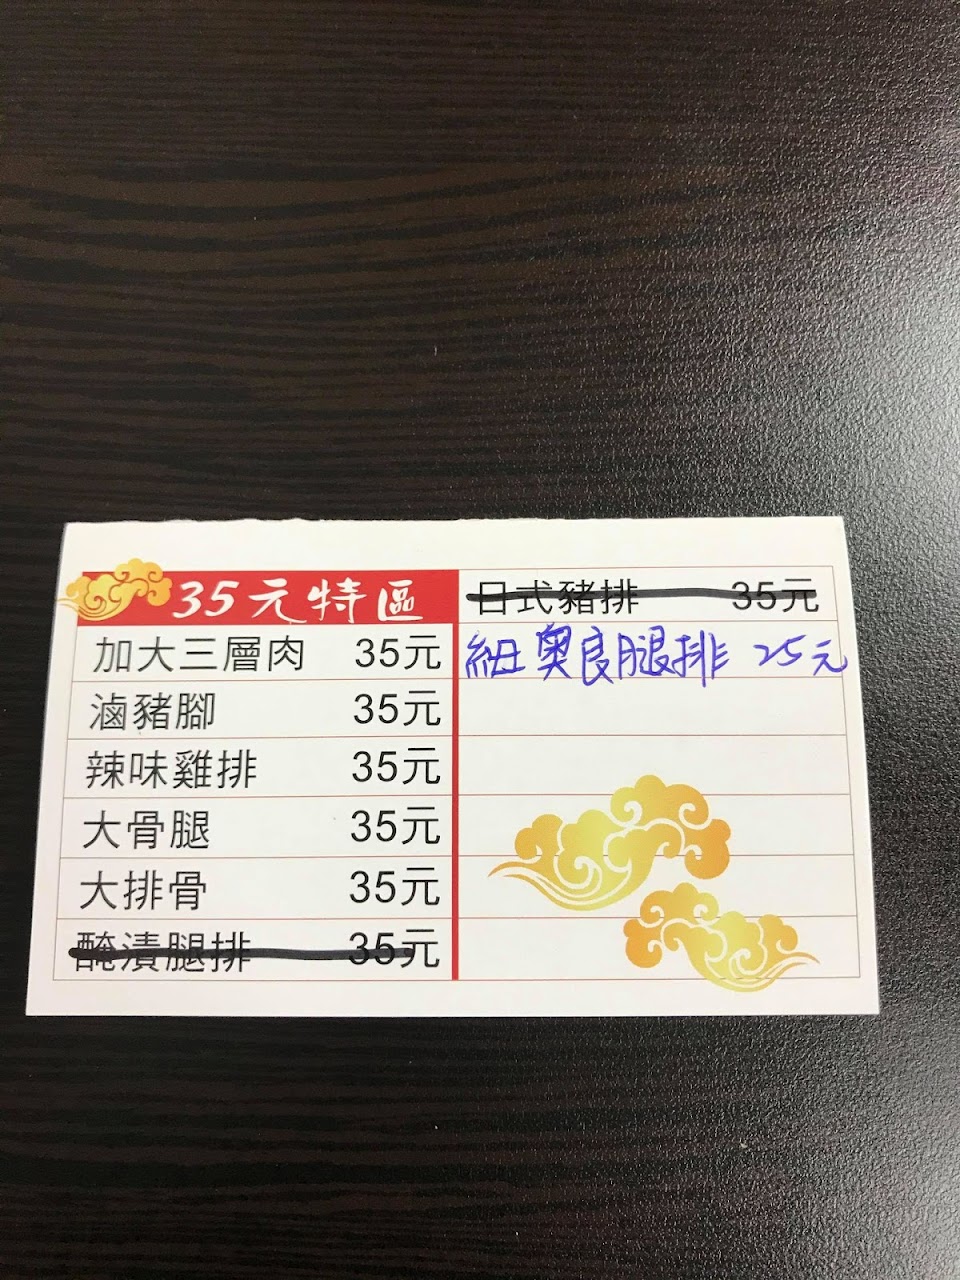 35元特區
加大三層肉 35元
滷豬腳 35元
辣味雞排 35元
大骨腿 35元
大排骨 35元
醃漬腿排 35元
日式豬排 35元
紐奧良腿排 25元